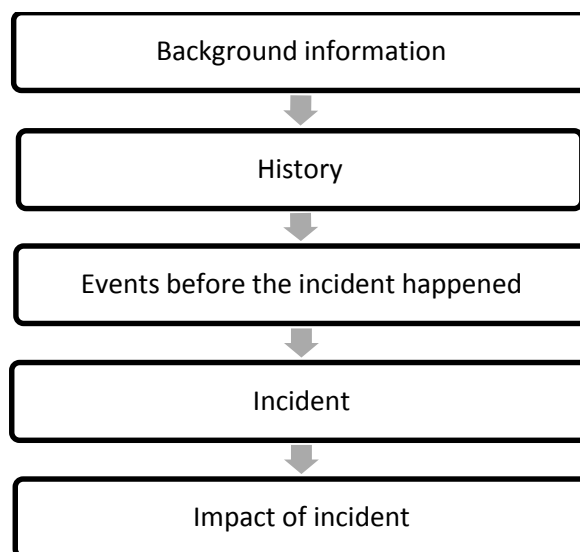 Background information
History
Events before the incident happened
Incident
Impact of incident